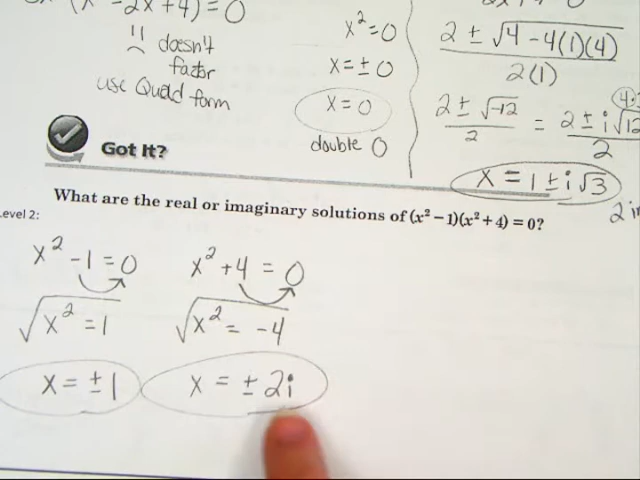 (x² - 2x + 4) = 0
doesn't
factor
use Quad form
x² = 0
x = ± 0
x = 0
double 0
2 ± √4 - 4(1)(4)
2(1)
2 ± √-12
2
= 2 ± i√12
2
x = 1 ± i√3
Got It?
Level 2:
What are the real or imaginary solutions of (x² − 1)(x² + 4) = 0?
x² - 1 = 0
x² + 4 = 0
√x² = 1
√x² = -4
x = ± 1
x = ± 2i